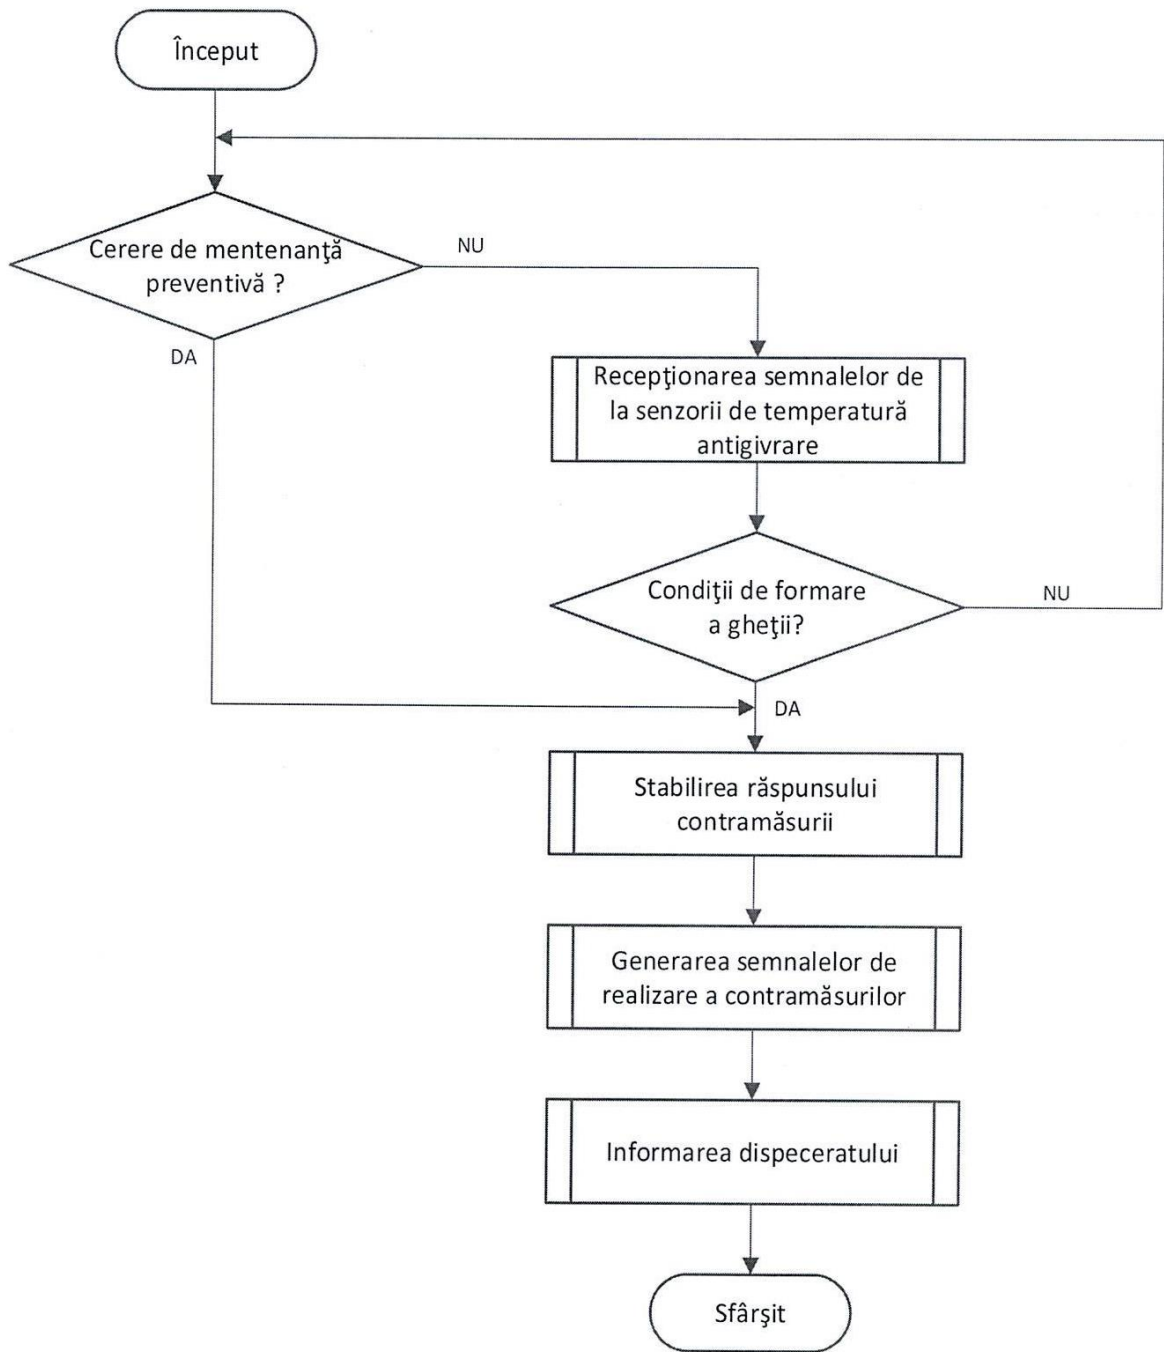 Început
Cerere de mentenanţă
preventivă ?
NU
DA
Recepţionarea semnalelor de
la senzorii de temperatură
antigivrare
Condiţii de formare
a gheţii?
NU
DA
Stabilirea răspunsului
contramăsurii
Generarea semnalelor de
realizare a contramăsurilor
Informarea dispeceratului
Sfârşit